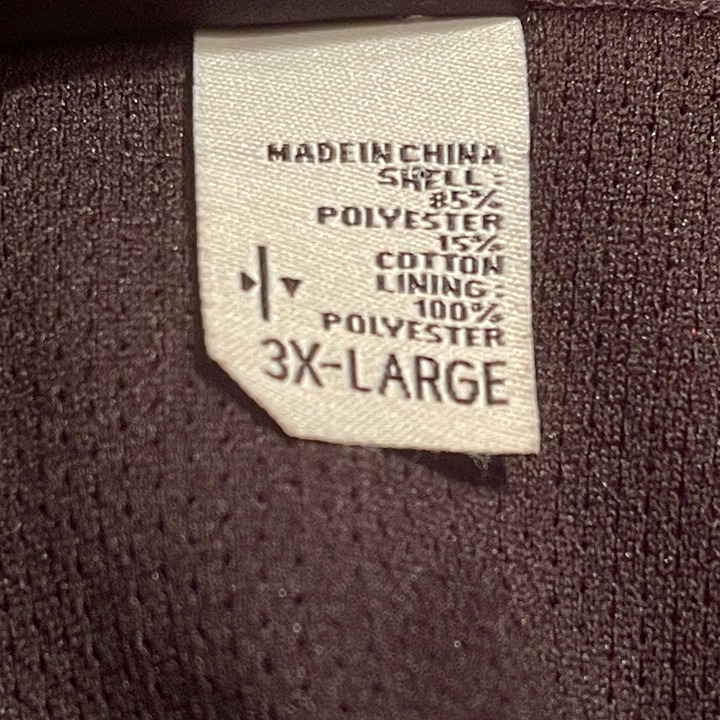 MADE IN CHINA
SHELL:
85%
POLYESTER
15%
COTTON
LINING:
100%
POLYESTER
3X-LARGE